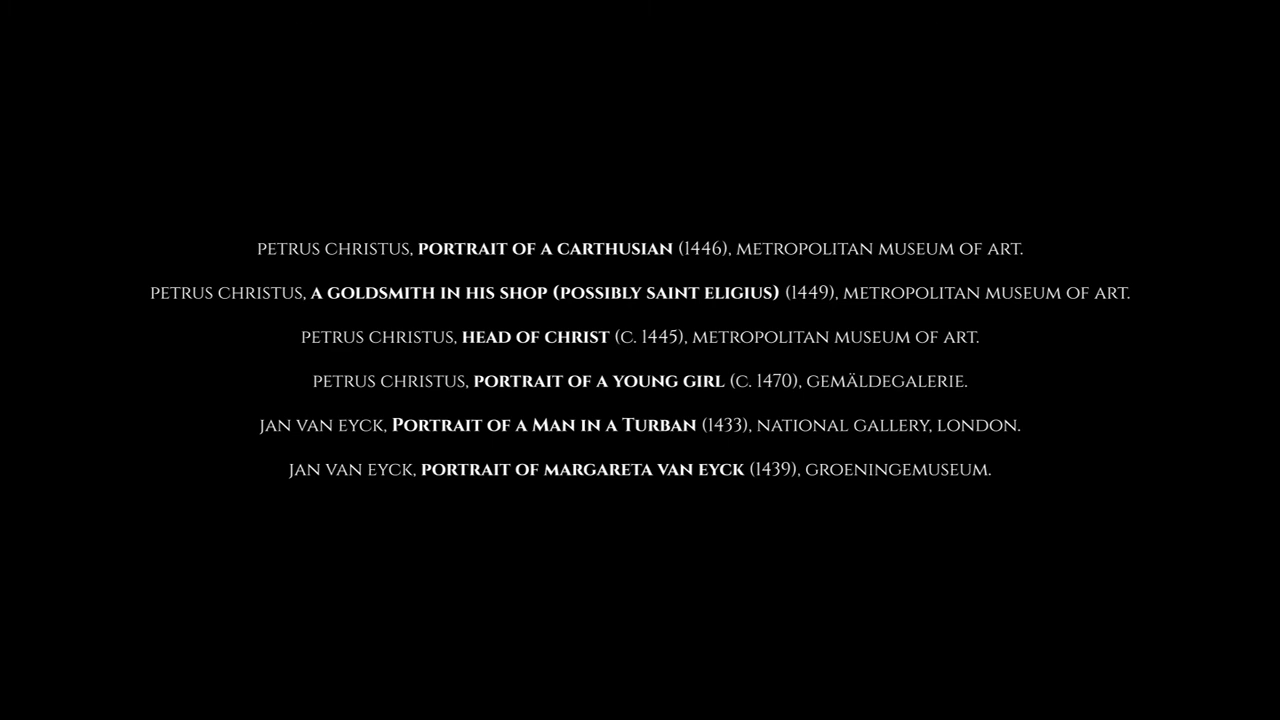 PETRUS CHRISTUS, PORTRAIT OF A CARTHUSIAN (1446), METROPOLITAN MUSEUM OF ART.
PETRUS CHRISTUS, A GOLDSMITH IN HIS SHOP (POSSIBLY SAINT ELIGIUS) (1449), METROPOLITAN MUSEUM OF ART.
PETRUS CHRISTUS, HEAD OF CHRIST (C. 1445), METROPOLITAN MUSEUM OF ART.
PETRUS CHRISTUS, PORTRAIT OF A YOUNG GIRL (C. 1470), GEMÄLDEGALERIE.
JAN VAN EYCK, Portrait of a Man in a Turban (1433), NATIONAL GALLERY, LONDON.
JAN VAN EYCK, PORTRAIT OF MARGARETA VAN EYCK (1439), GROENINGEMUSEUM.